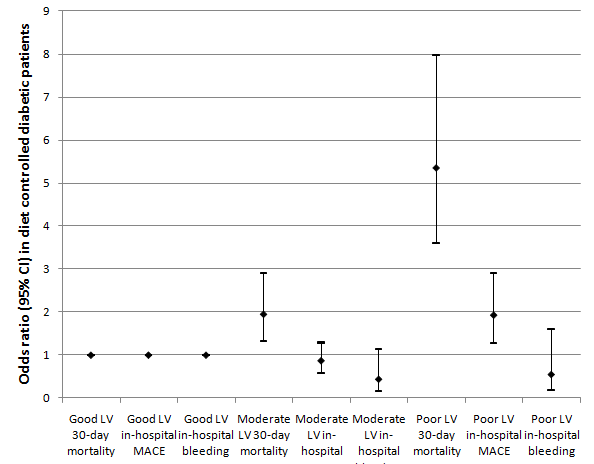 Odds ratio (95% CI) in diet controlled diabetic patients
9
8
7
6
5
4
3
2
1
0
Good LV
30-day
mortality
Good LV
in-hospital
MACE
Good LV
in-hospital
bleeding
Moderate
LV 30-day
mortality
Moderate
LV in-
hospital
Moderate
LV in-
hospital
Poor LV
30-day
mortality
Poor LV
in-hospital
MACE
Poor LV
in-hospital
bleeding